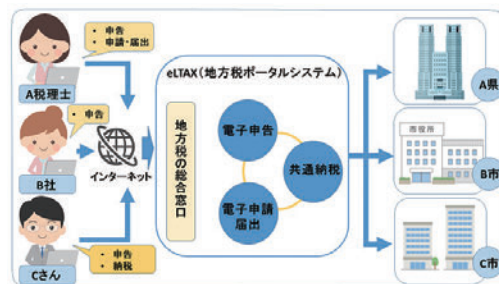 ・ 申告
・ 申請・届出
A税理士
・ 申告
B社
・ 申告
・ 納税
Cさん
インターネット
eLTAX(地方税ポータルシステム)
地方税の総合窓口
電子申告
共通納税
電子申請
届出
A県
市役所
B市
C市